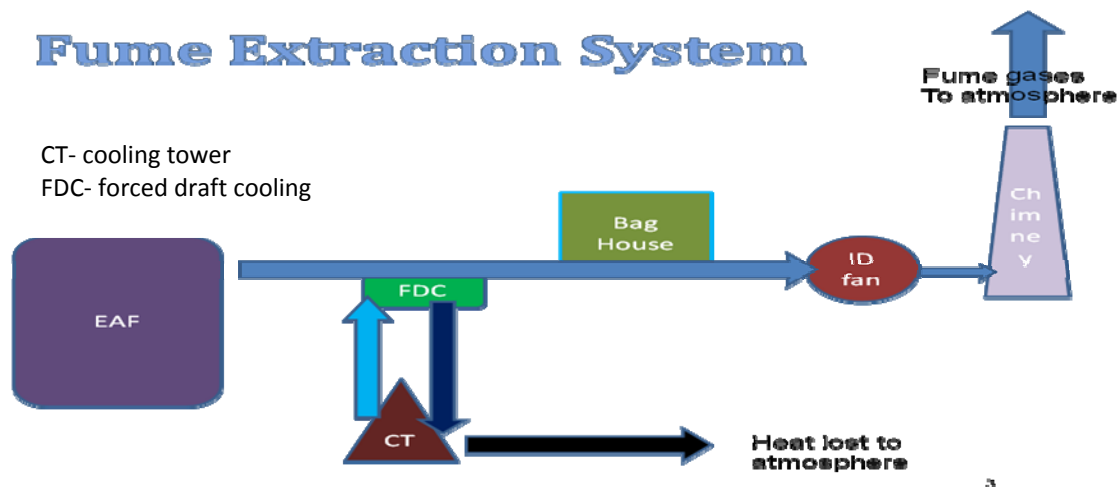 Fume Extraction System
Fume gases
To atmosphere
CT- cooling tower
FDC- forced draft cooling
Bag
House
Ch
im
ne
y
ID
fan
FDC
EAF
CT
Heat lost to
atmosphere
3